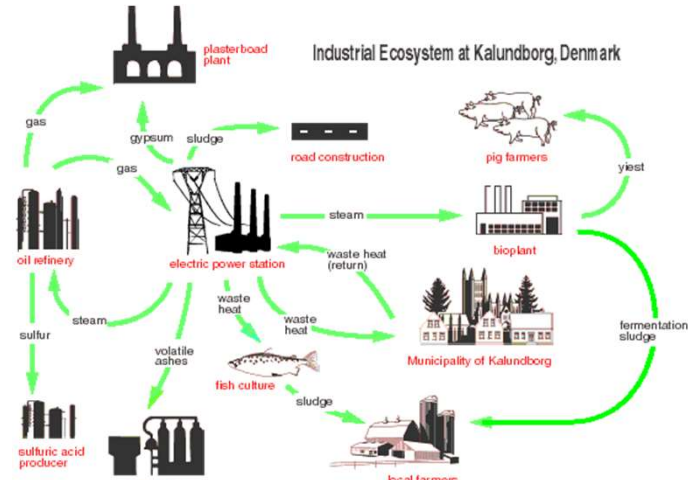 plasterboad
plant
Industrial Ecosystem at Kalundborg, Denmark
gas
gypsum
sludge
road construction
pig farmers
gas
yiest
steam
oil refinery
electric power station
bioplant
waste heat
(return)
waste
heat
waste
heat
steam
sulfur
fermentation
sludge
volatile
ashes
Municipality of Kalundborg
fish culture
sludge
sulfuric acid
producer
local farmers